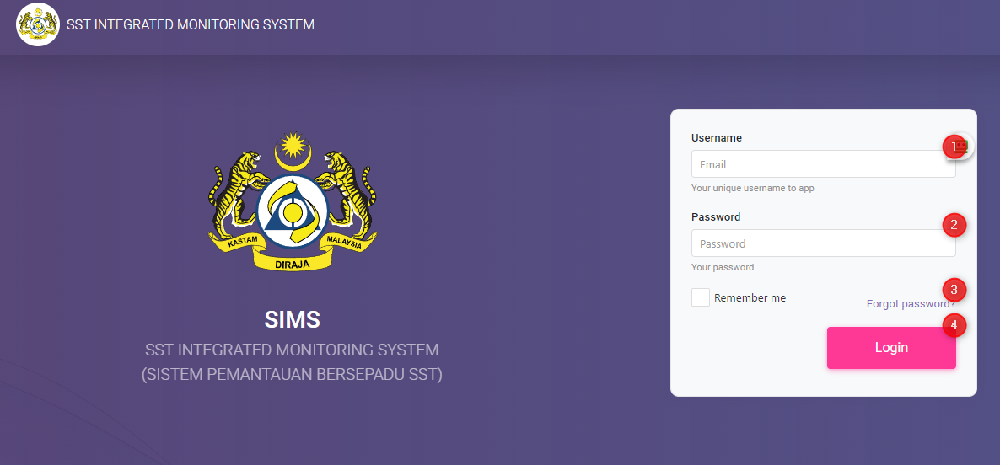 SST INTEGRATED MONITORING SYSTEM
KASTAM
DIRAJA
MALAYSIA
SIMS
SST INTEGRATED MONITORING SYSTEM
(SISTEM PEMANTAUAN BERSEPADU SST)
Username
1
Email
Your unique username to app
Password
2
Password
Your password
3
Remember me
Forgot password?
4
Login